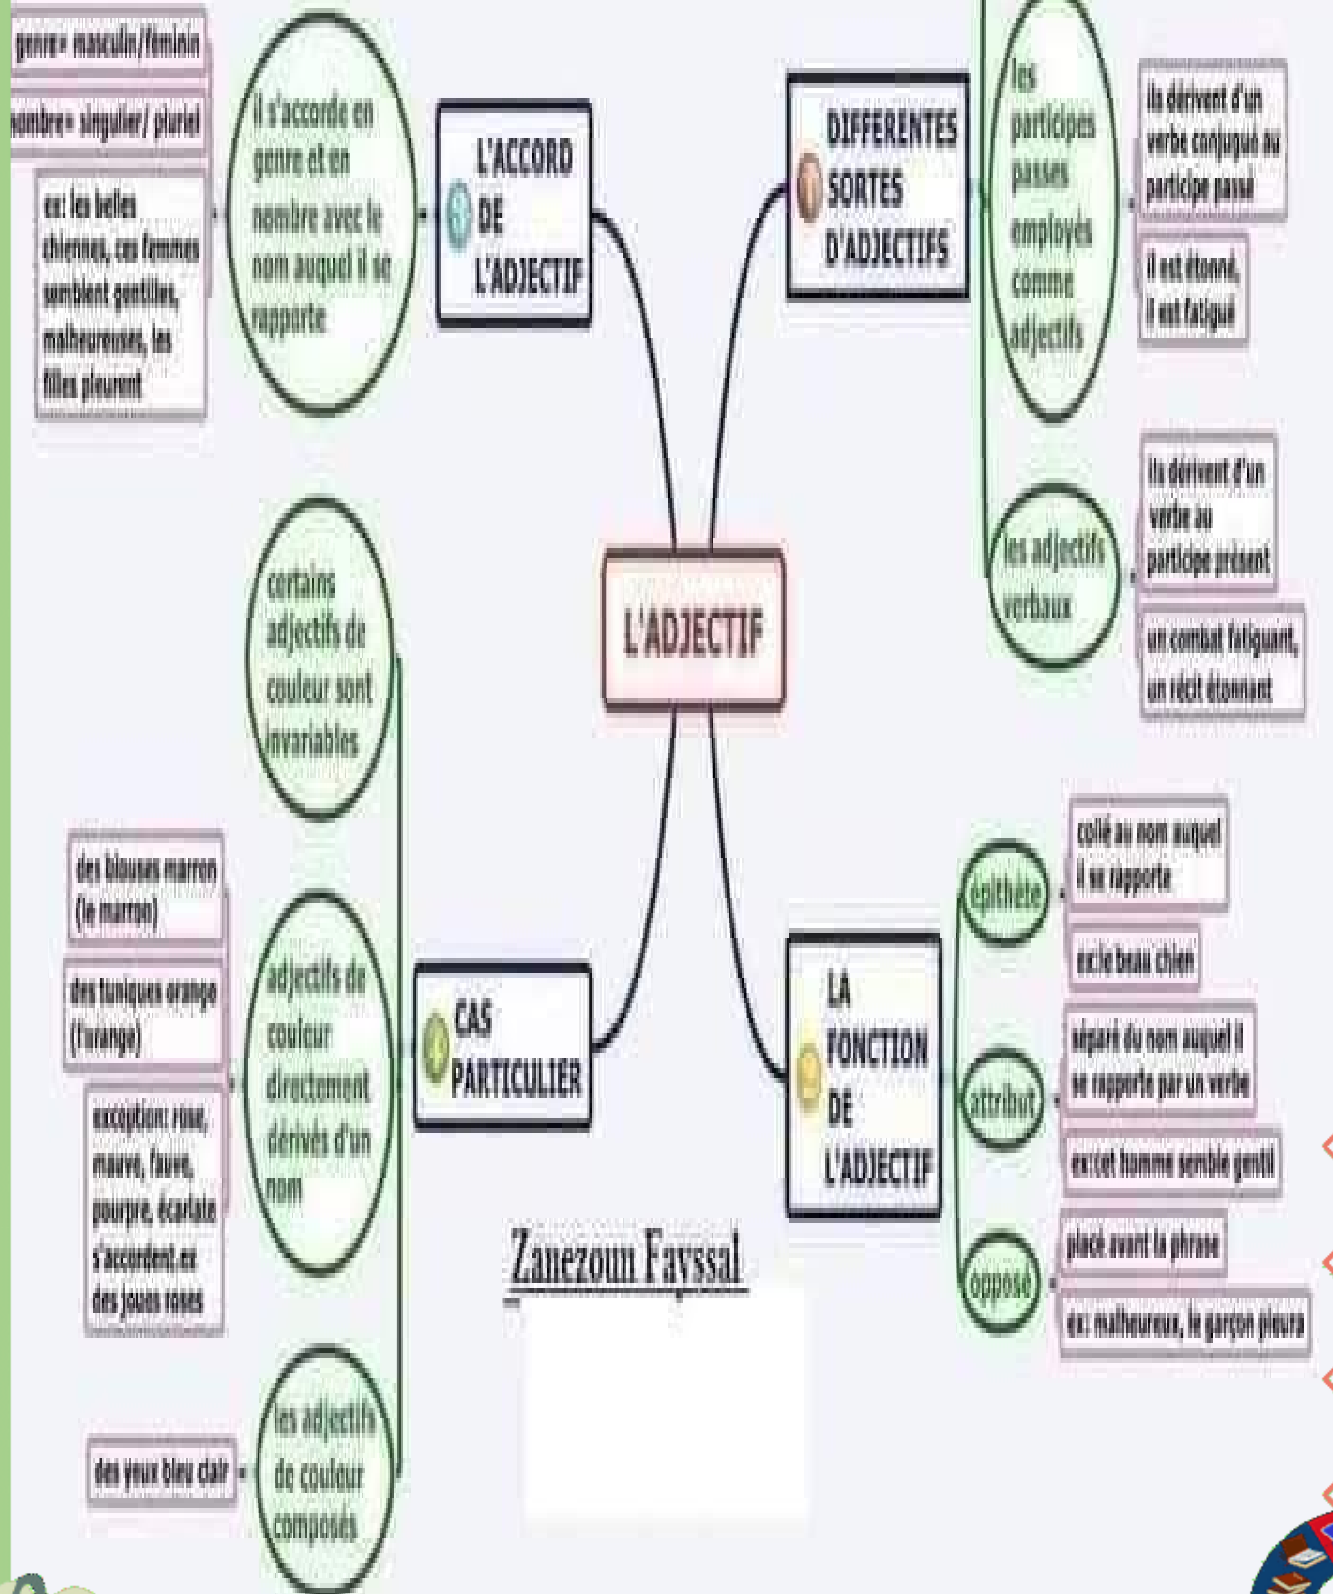 L'ADJECTIF
DIFFERENTES
SORTES
D'ADJECTIFS
les
participes
passes
employés
comme
adjectifs
ils dérivent d'un
verbe conjugué au
participe passé
il est étonné,
il est fatigué
les adjectifs
verbaux
ils dérivent d'un
verbe au
participe présent
un combat fatiguant,
un récit étonnant
LA
FONCTION
DE
L'ADJECTIF
épithète
collé au nom auquel
il se rapporte
ex:le beau chien
attribut
séparé du nom auquel il
se rapporte par un verbe
ex:cet homme semble gentil
opposé
placé avant la phrase
ex: malheureux, le garçon pleura
L'ACCORD
DE
L'ADJECTIF
il s'accorde en
genre et en
nombre avec le
nom auquel il se
rapporte
genre= masculin/féminin
nombre= singulier/ pluriel
ex: les belles
chiennes, ces femmes
semblent gentilles,
malheureuses, les
filles pleurent
CAS
PARTICULIER
certains
adjectifs de
couleur sont
invariables
adjectifs de
couleur
directement
dérivés d'un
nom
des blouses marron
(le marron)
des tuniques orange
(l'orange)
exception: rose,
mauve, fauve,
pourpre, écarlate
s'accordent.ex
des joues roses
les adjectifs
de couleur
composés
des yeux bleu clair
Zanezoun Fayssal